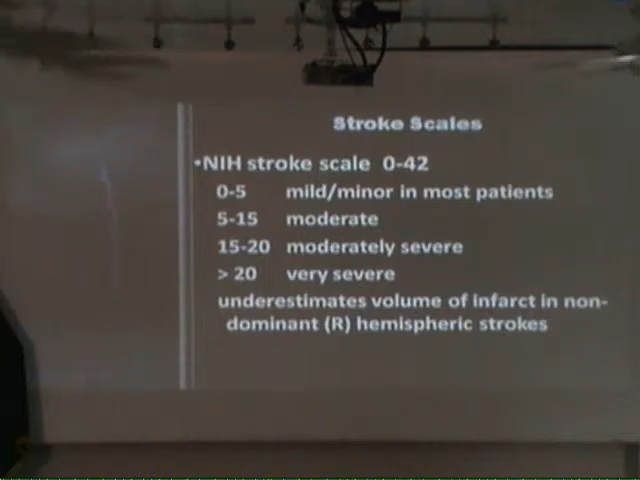 Stroke Scales
•NIH stroke scale 0-42
0-5 mild/minor in most patients
5-15 moderate
15-20 moderately severe
> 20 very severe
underestimates volume of infarct in non-
dominant (R) hemispheric strokes